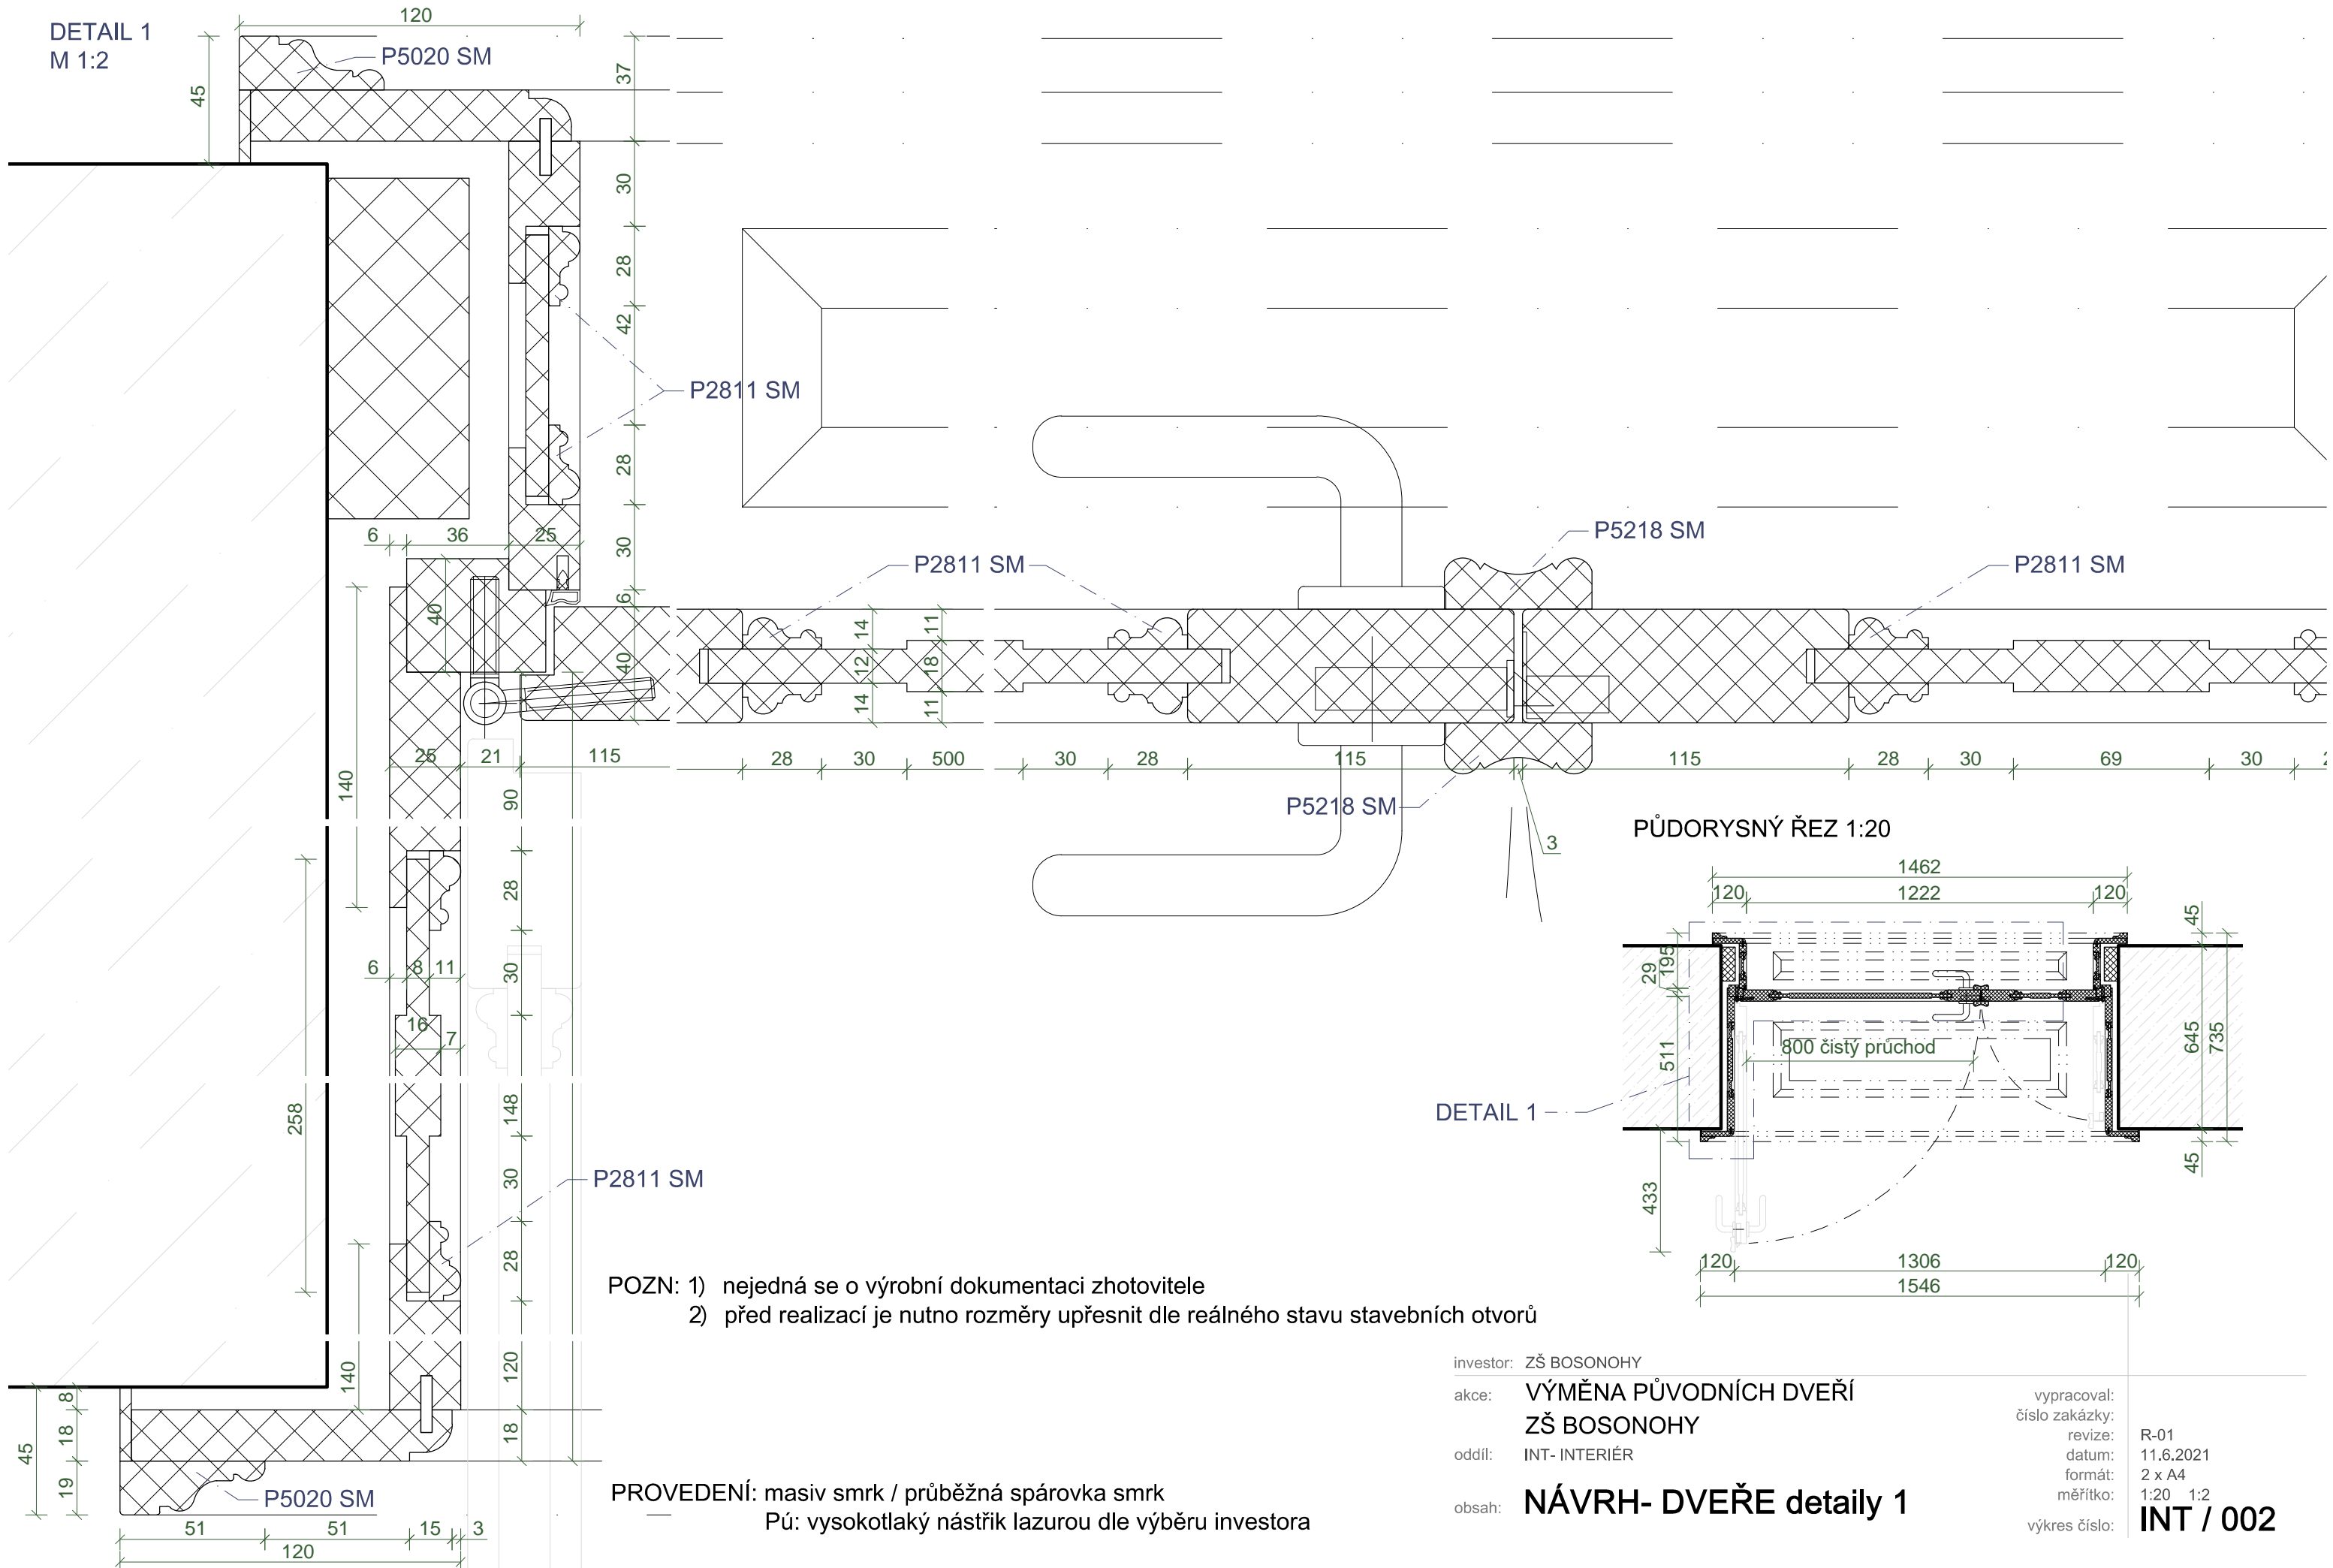 DETAIL 1
M 1:2
120
P5020 SM
45
37
30
28
42
P2811 SM
28
30
6
36
25
40
6
40
P2811 SM
14
12
14
11
18
11
P5218 SM
P2811 SM
25
21
115
28
30
500
30
28
115
115
28
30
69
30
P5218 SM
3
140
90
28
6
8
11
30
16
7
258
148
30
P2811 SM
28
140
120
18
8
18
19
45
P5020 SM
51
51
15
3
120
PŮDORYSNÝ ŘEZ 1:20
1462
120
1222
120
45
195
29
511
645
735
800 čistý průchod
DETAIL 1
45
433
120
1306
120
1546
POZN: 1) nejedná se o výrobní dokumentaci zhotovitele
2) před realizací je nutno rozměry upřesnit dle reálného stavu stavebních otvorů
PROVEDENÍ: masiv smrk / průběžná spárovka smrk
Pú: vysokotlaký nástřik lazurou dle výběru investora
investor: ZŠ BOSONOHY
akce: VÝMĚNA PŮVODNÍCH DVEŘÍ
ZŠ BOSONOHY
oddíl: INT- INTERIÉR
obsah: NÁVRH- DVEŘE detaily 1
vypracoval:
číslo zakázky:
revize: R-01
datum: 11.6.2021
formát: 2 x A4
měřítko: 1:20 1:2
výkres číslo: INT / 002